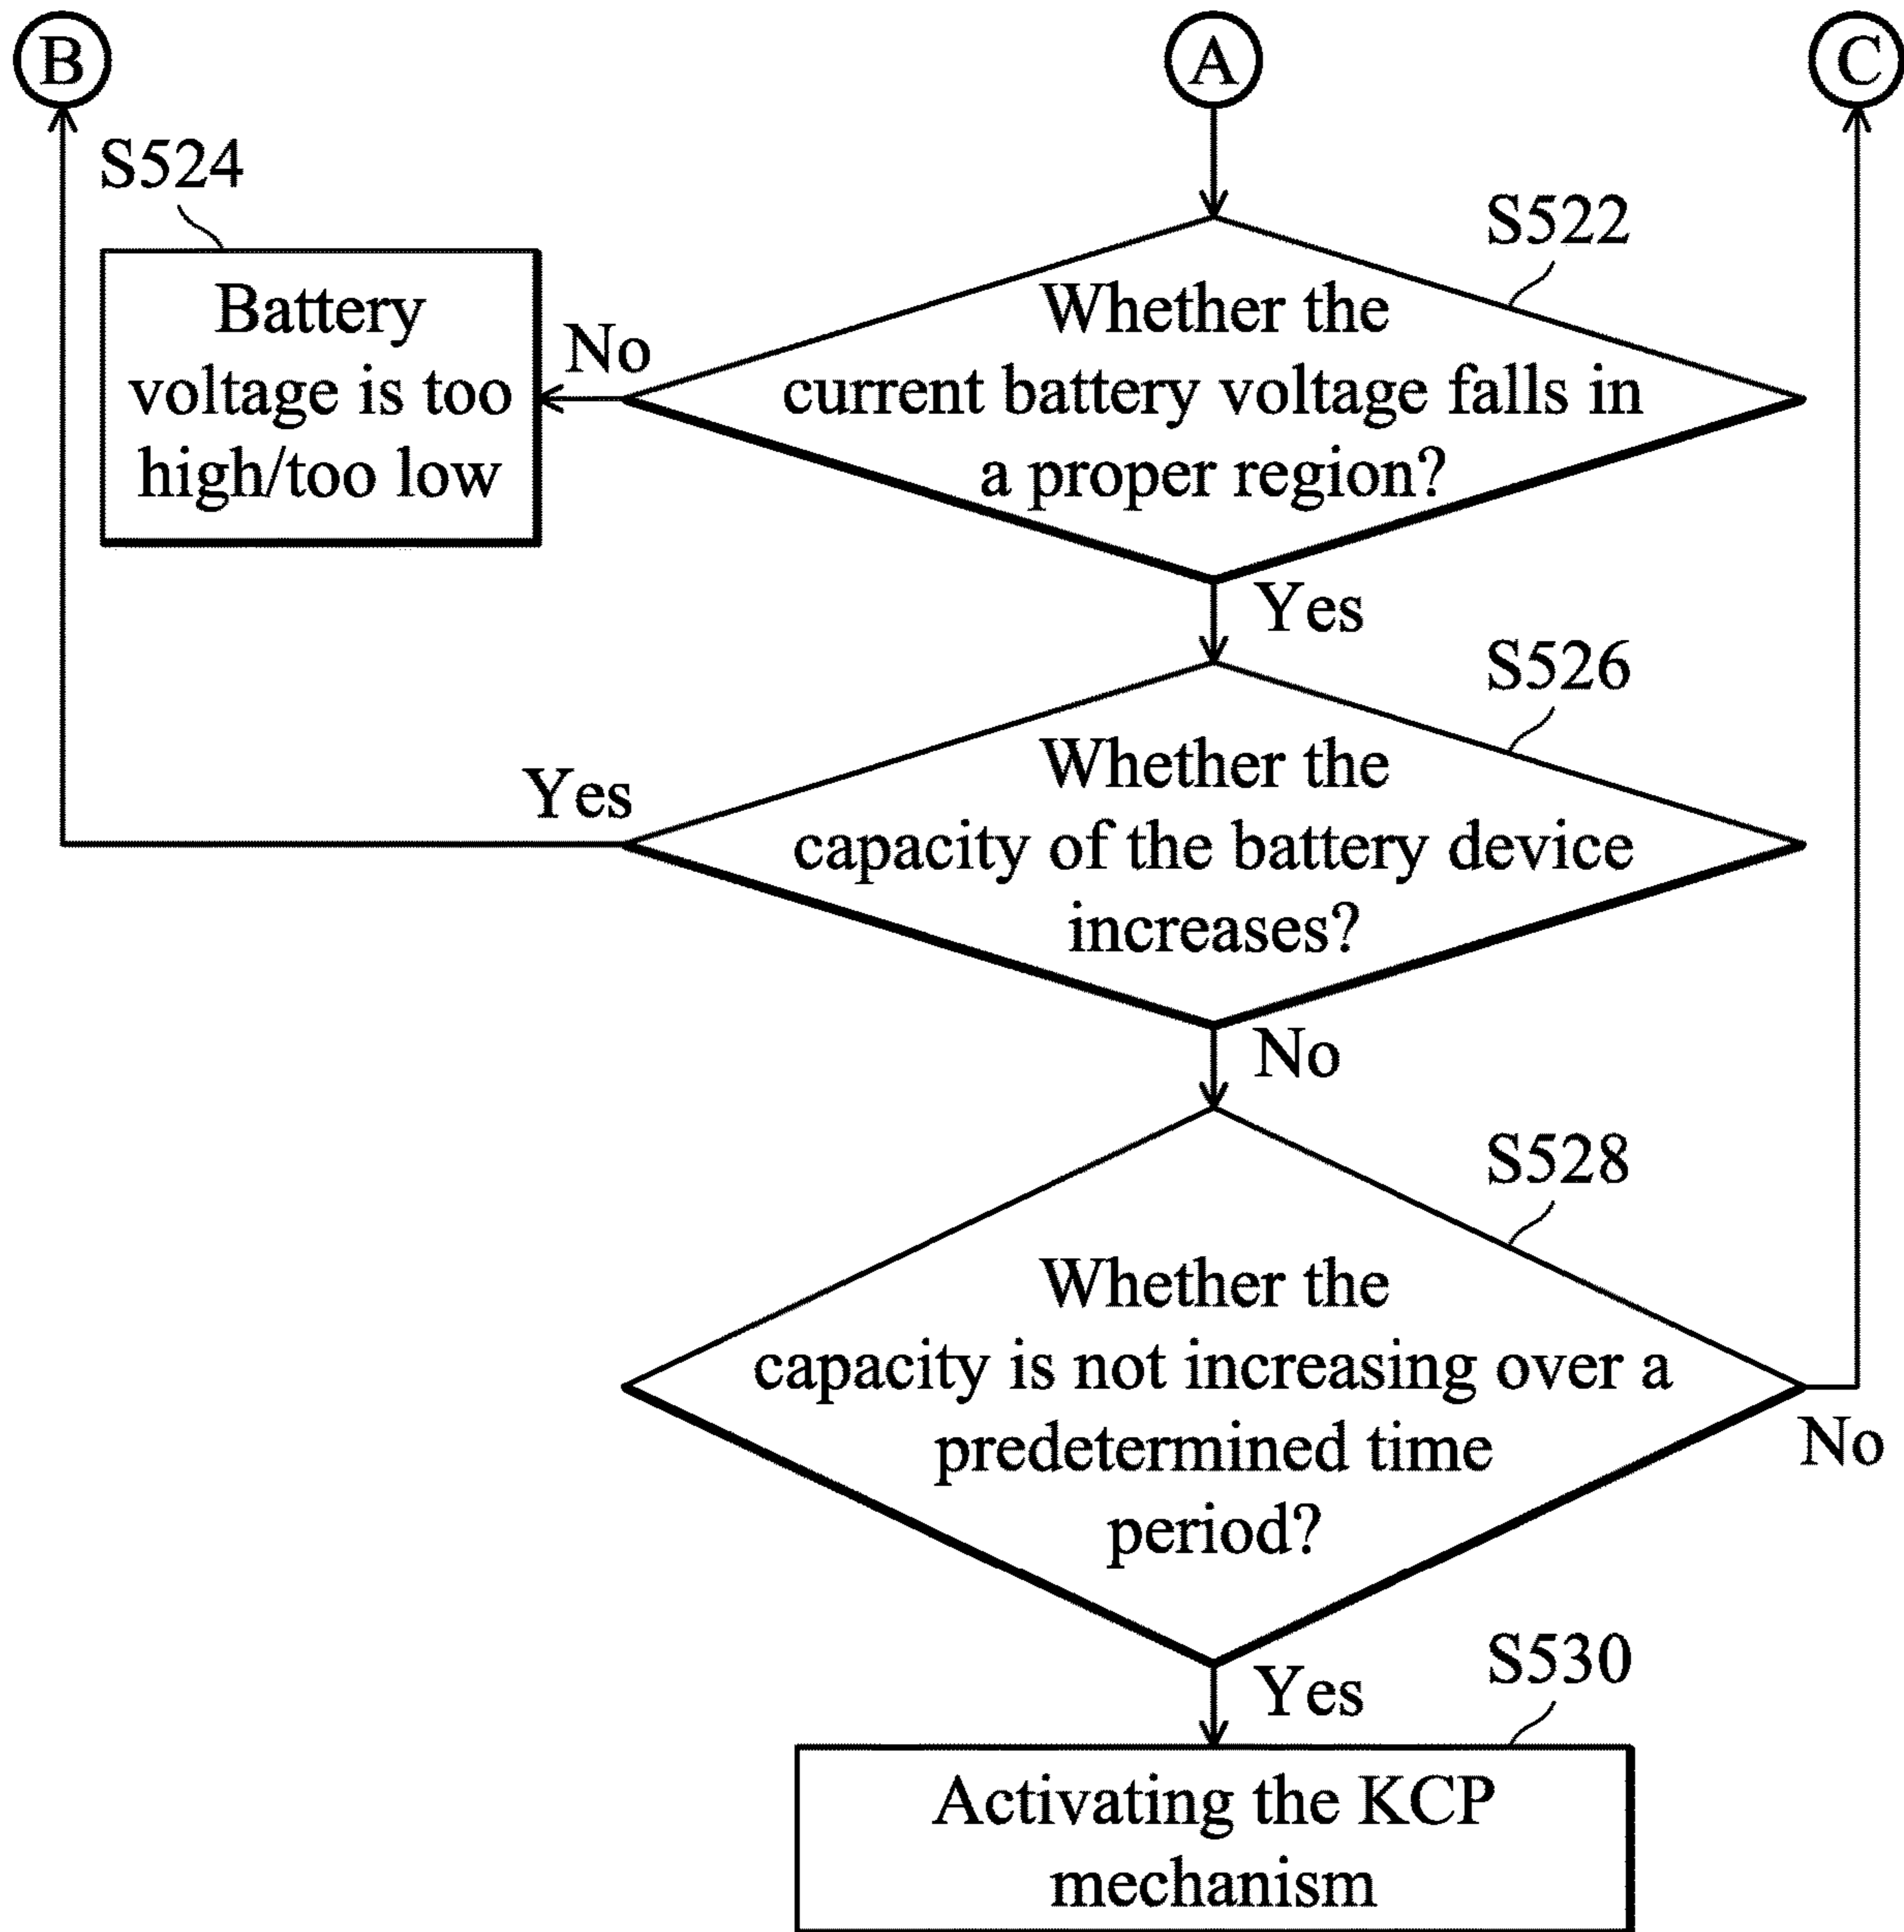 B
A
C
S524
S522
Battery
voltage is too
high/too low
No
Whether the
current battery voltage falls in
a proper region?
Yes
S526
Yes
Whether the
capacity of the battery device
increases?
No
S528
Whether the
capacity is not increasing over a
predetermined time
period?
No
Yes
S530
Activating the KCP
mechanism